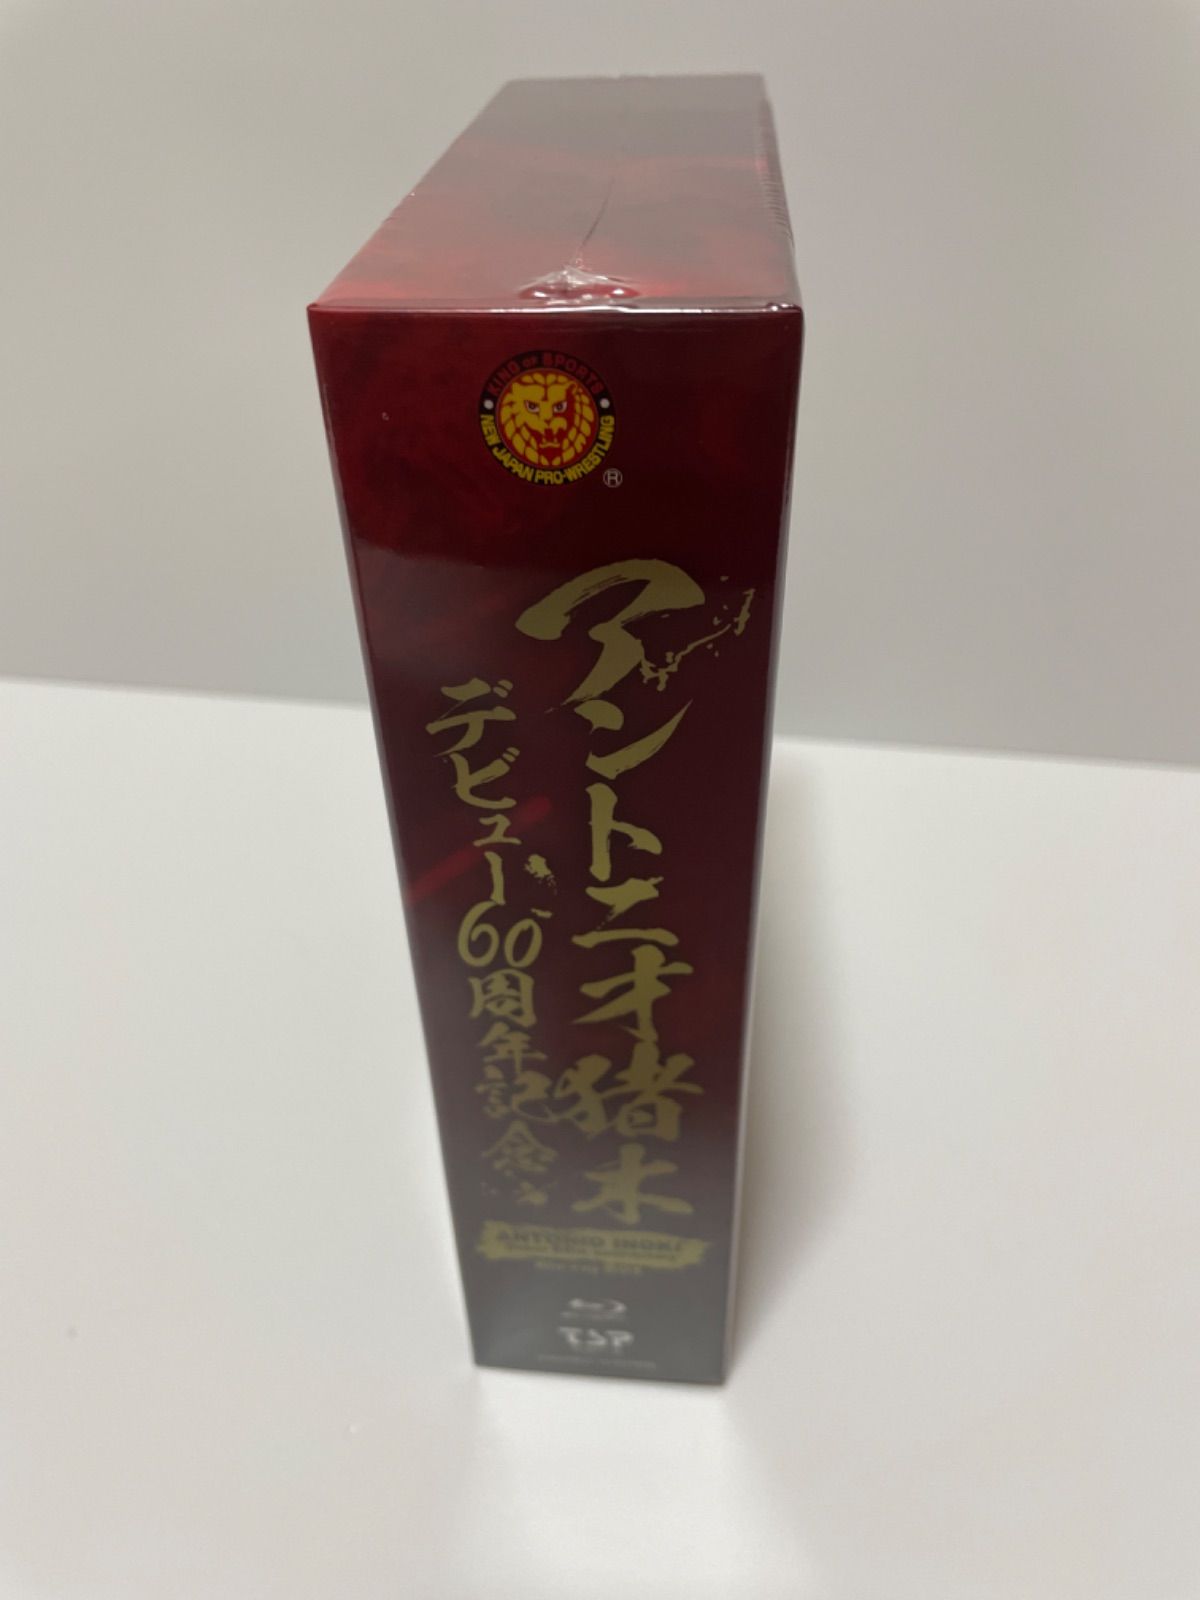 KING OF SPORTS
NEW JAPAN PRO-WRESTLING
®
アントニオ猪木
デビュー60周年記念
ANTONIO INOKI